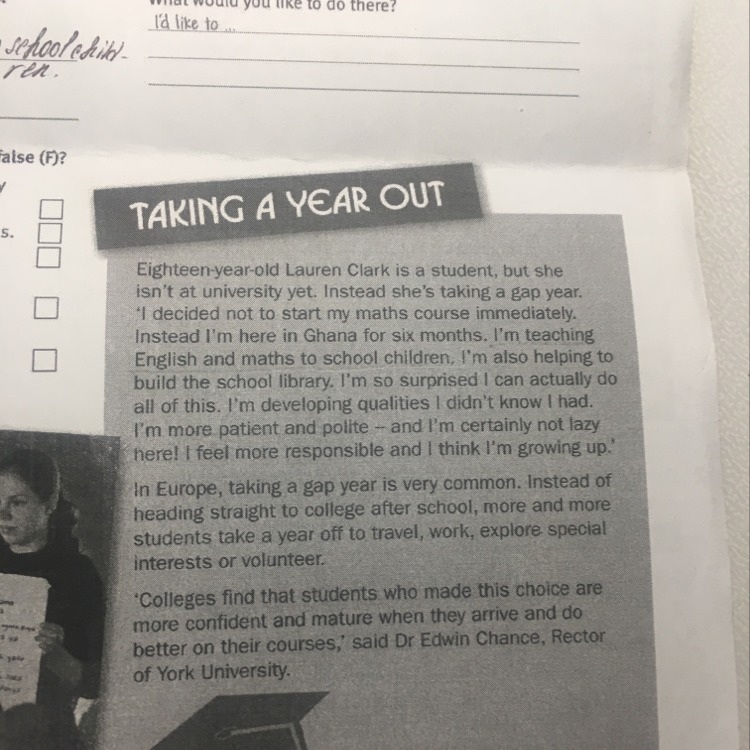 What would you like to do there?
I'd like to ...
school child-
ren.
false (F)?
s.
TAKING A YEAR OUT
Eighteen-year-old Lauren Clark is a student, but she
isn't at university yet. Instead she's taking a gap year.
'I decided not to start my maths course immediately.
Instead I'm here in Ghana for six months. I'm teaching
English and maths to school children. I'm also helping to
build the school library. I'm so surprised I can actually do
all of this. I'm developing qualities I didn't know I had.
I'm more patient and polite – and I'm certainly not lazy
here! I feel more responsible and I think I'm growing up.'
In Europe, taking a gap year is very common. Instead of
heading straight to college after school, more and more
students take a year off to travel, work, explore special
interests or volunteer.
'Colleges find that students who made this choice are
more confident and mature when they arrive and do
better on their courses,' said Dr Edwin Chance, Rector
of York University.